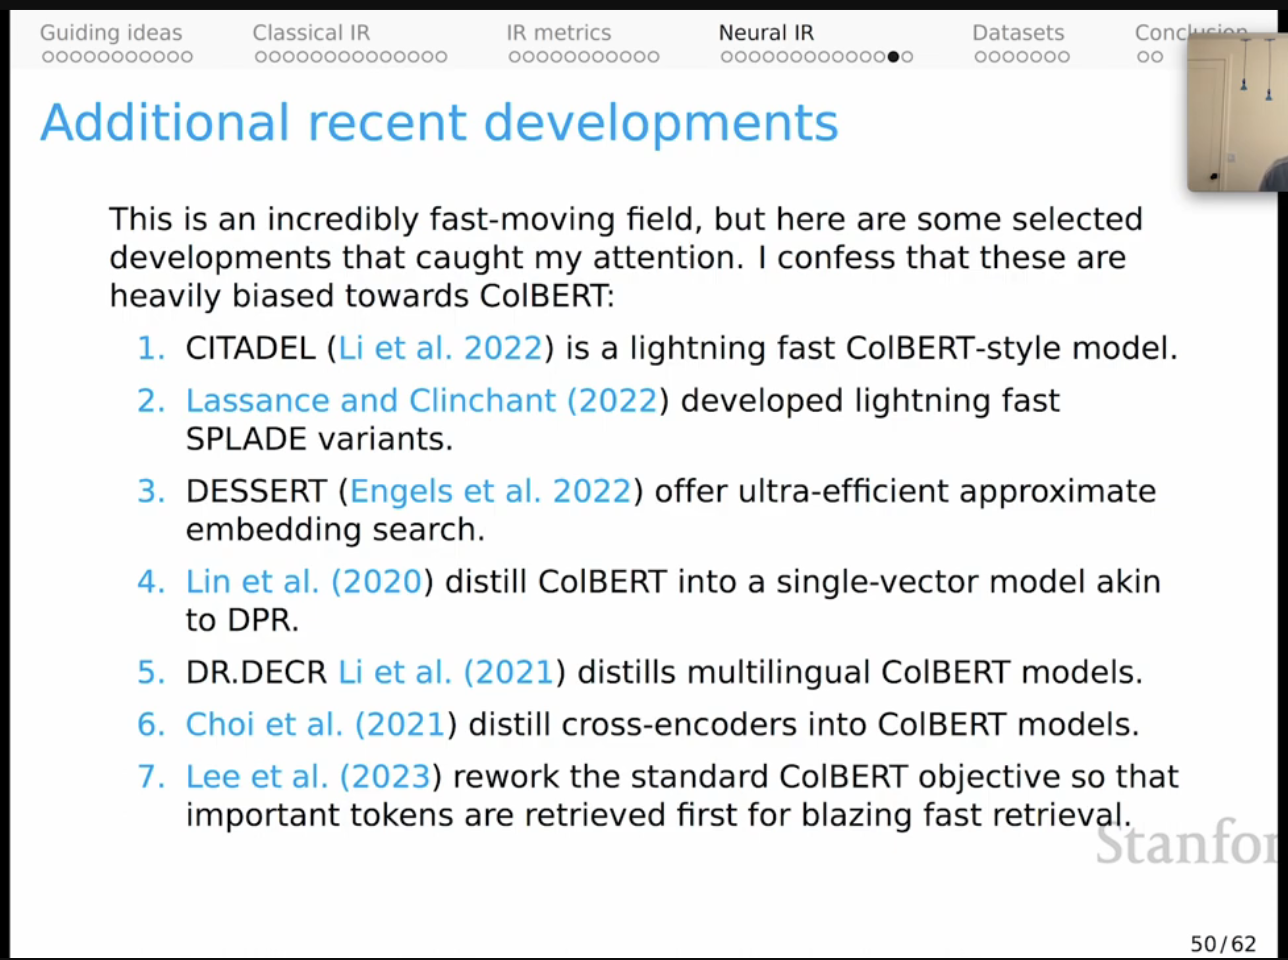 Guiding ideas Classical IR IR metrics Neural IR Datasets Conclusion
Additional recent developments
This is an incredibly fast-moving field, but here are some selected
developments that caught my attention. I confess that these are
heavily biased towards ColBERT:
1. CITADEL (Li et al. 2022) is a lightning fast ColBERT-style model.
2. Lassance and Clinchant (2022) developed lightning fast
SPLADE variants.
3. DESSERT (Engels et al. 2022) offer ultra-efficient approximate
embedding search.
4. Lin et al. (2020) distill ColBERT into a single-vector model akin
to DPR.
5. DR.DECR Li et al. (2021) distills multilingual ColBERT models.
6. Choi et al. (2021) distill cross-encoders into ColBERT models.
7. Lee et al. (2023) rework the standard ColBERT objective so that
important tokens are retrieved first for blazing fast retrieval.
Stanfor
50/62